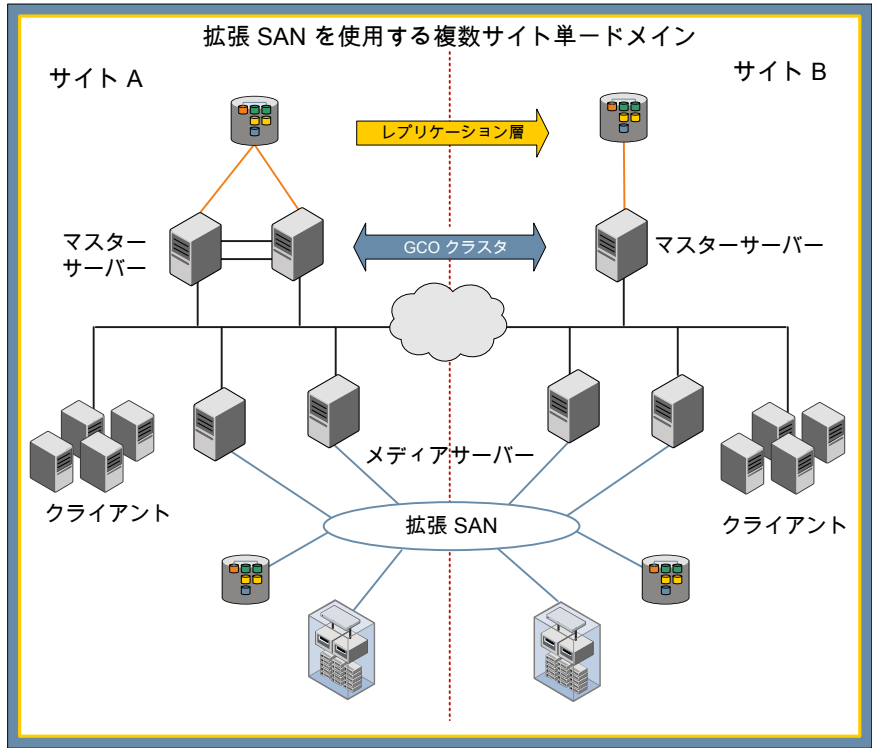 拡張 SAN を使用する複数サイト単一ドメイン
サイト A
サイト B
レプリケーション層
マスター
サーバー
GCO クラスタ
マスターサーバー
メディアサーバー
クライアント
拡張 SAN
クライアント